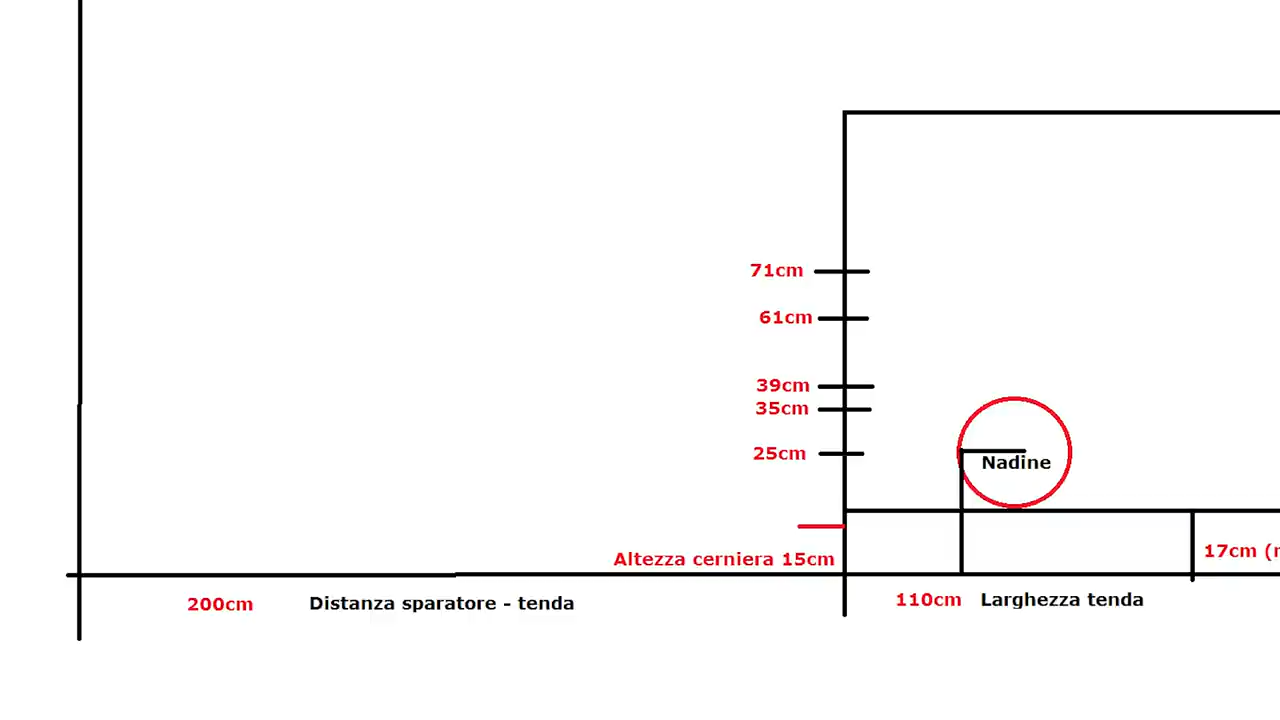 71cm
61cm
39cm
35cm
25cm
Nadine
Altezza cerniera 15cm
17cm
200cm Distanza sparatore - tenda
110cm Larghezza tenda